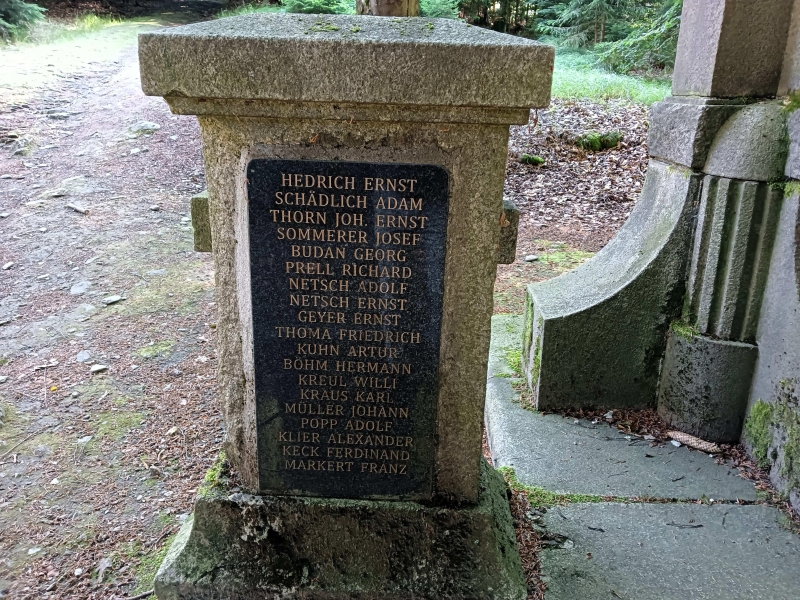 HEDRICH ERNST
SCHÄDLICH ADAM
THORN JOH. ERNST
SOMMERER JOSEF
BUDAN GEORG
PRELL RICHARD
NETSCH ADOLF
NETSCH ERNST
GEYER ERNST
THOMA FRIEDRICH
KUHN ARTUR
BÖHM HERMANN
KREUL WILLI
KRAUS KARL
MÜLLER JOHANN
POPP ADOLF
KLIER ALEXANDER
KECK FERDINAND
MARKERT FRANZ